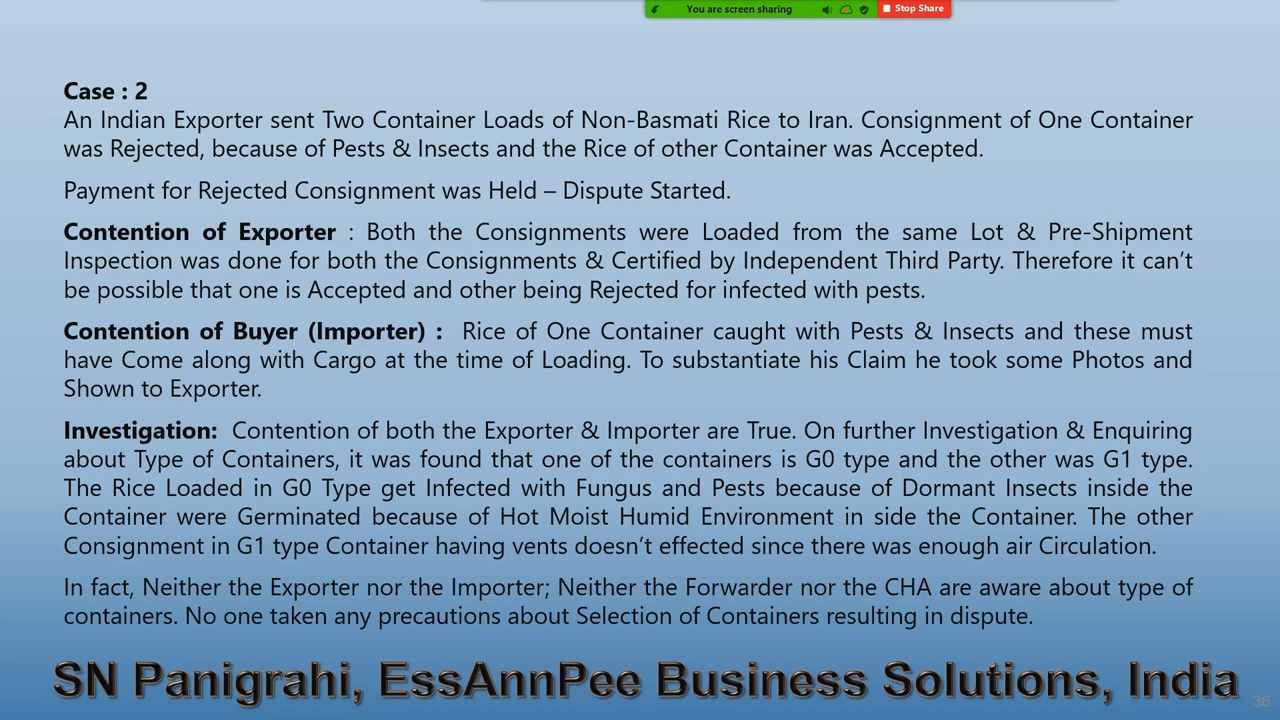 You are screen sharing
Stop Share
Case : 2
An Indian Exporter sent Two Container Loads of Non-Basmati Rice to Iran. Consignment of One Container
was Rejected, because of Pests & Insects and the Rice of other Container was Accepted.
Payment for Rejected Consignment was Held – Dispute Started.
Contention of Exporter : Both the Consignments were Loaded from the same Lot & Pre-Shipment
Inspection was done for both the Consignments & Certified by Independent Third Party. Therefore it can’t
be possible that one is Accepted and other being Rejected for infected with pests.
Contention of Buyer (Importer) : Rice of One Container caught with Pests & Insects and these must
have Come along with Cargo at the time of Loading. To substantiate his Claim he took some Photos and
Shown to Exporter.
Investigation: Contention of both the Exporter & Importer are True. On further Investigation & Enquiring
about Type of Containers, it was found that one of the containers is G0 type and the other was G1 type.
The Rice Loaded in G0 Type get Infected with Fungus and Pests because of Dormant Insects inside the
Container were Germinated because of Hot Moist Humid Environment in side the Container. The other
Consignment in G1 type Container having vents doesn’t effected since there was enough air Circulation.
In fact, Neither the Exporter nor the Importer; Neither the Forwarder nor the CHA are aware about type of
containers. No one taken any precautions about Selection of Containers resulting in dispute.
SN Panigrahi, EssAnnPee Business Solutions, India
36